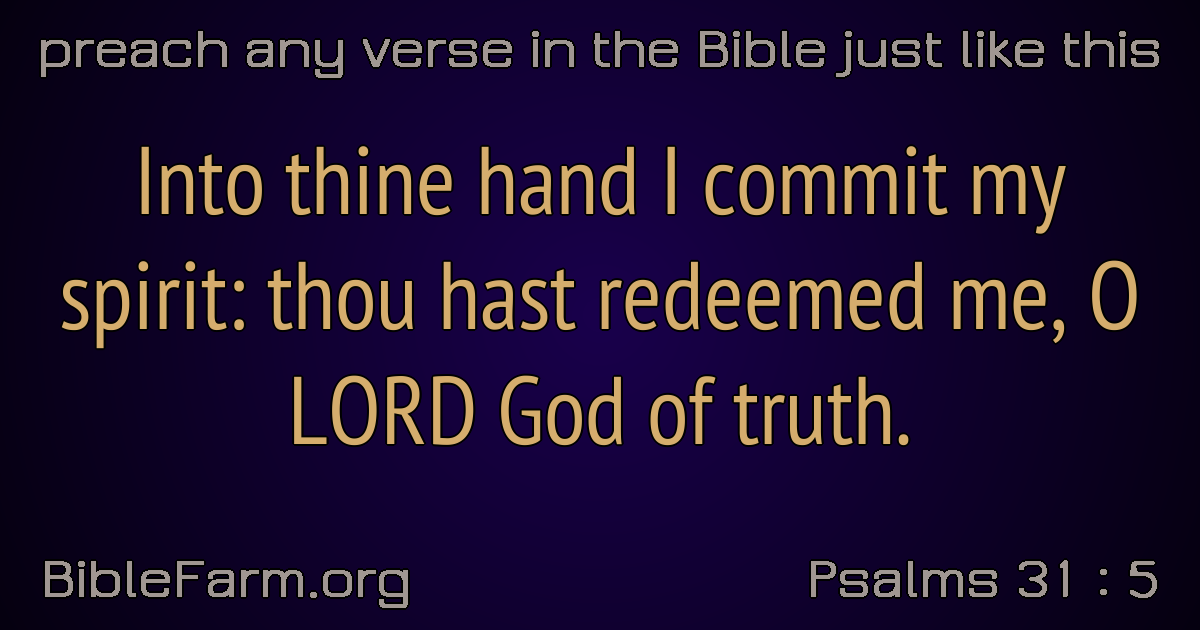 preach any verse in the Bible just like this
Into thine hand I commit my
spirit: thou hast redeemed me, O
LORD God of truth.
BibleFarm.org
Psalms 31 : 5